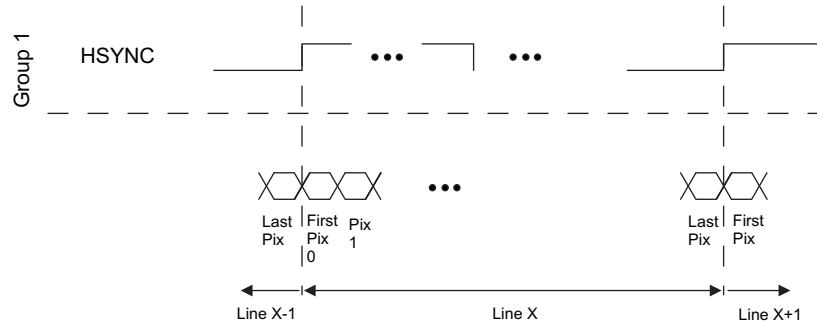 Group 1
HSYNC
Last
Pix
First
Pix
0
Pix
1
Last
Pix
First
Pix
Line X-1
Line X
Line X+1